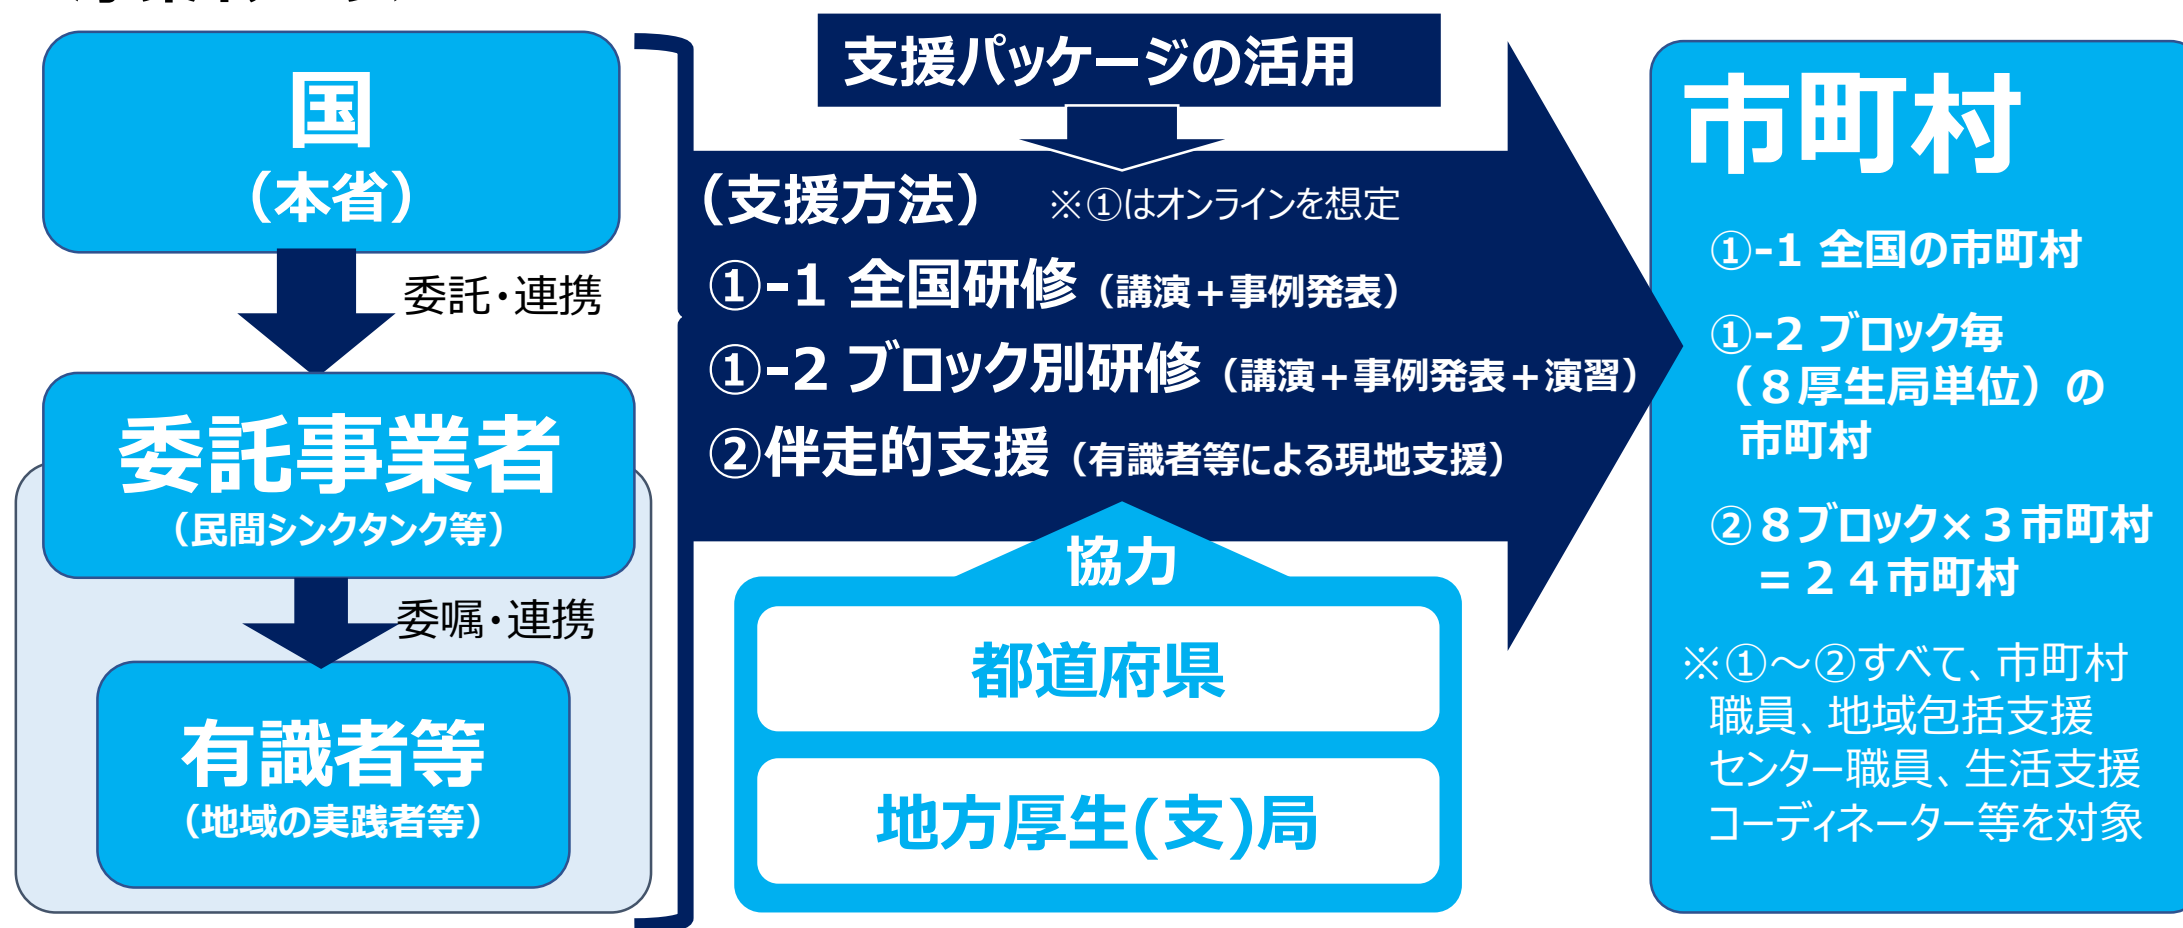 国
（本省）
委託・連携
委託事業者
（民間シンクタンク等）
委嘱・連携
有識者等
（地域の実践者等）
支援パッケージの活用
（支援方法）　※①はオンラインを想定
①-1 全国研修（講演＋事例発表）
①-2 ブロック別研修（講演＋事例発表＋演習）
②伴走的支援（有識者等による現地支援）
協力
都道府県
地方厚生(支)局
市町村
①-1 全国の市町村
①-2 ブロック毎
（８厚生局単位）の
市町村
②８ブロック×３市町村
＝２４市町村
※①～②すべて、市町村
職員、地域包括支援
センター職員、生活支援
コーディネーター等を対象